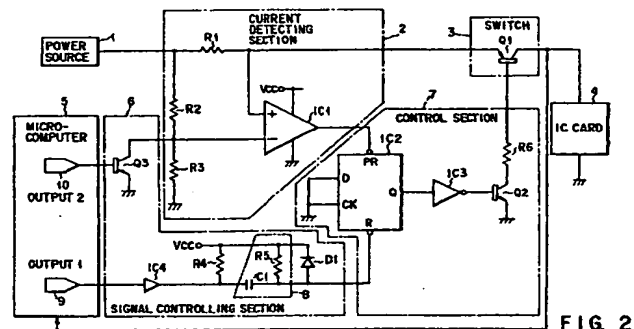 CURRENT DETECTING SECTION
SWITCH
1
2
3
POWER SOURCE
R1
Q1
5
6
VCC
7
4
R2
IC1
CONTROL SECTION
IC CARD
MICRO-COMPUTER
IC2
R6
PR
10
Q3
R3
D
Q
IC3
Q2
OUTPUT 2
CK
R
VCC
OUTPUT 1
R4
R5
D1
IC4
C1
9
8
SIGNAL CONTROLLING SECTION
FIG. 2